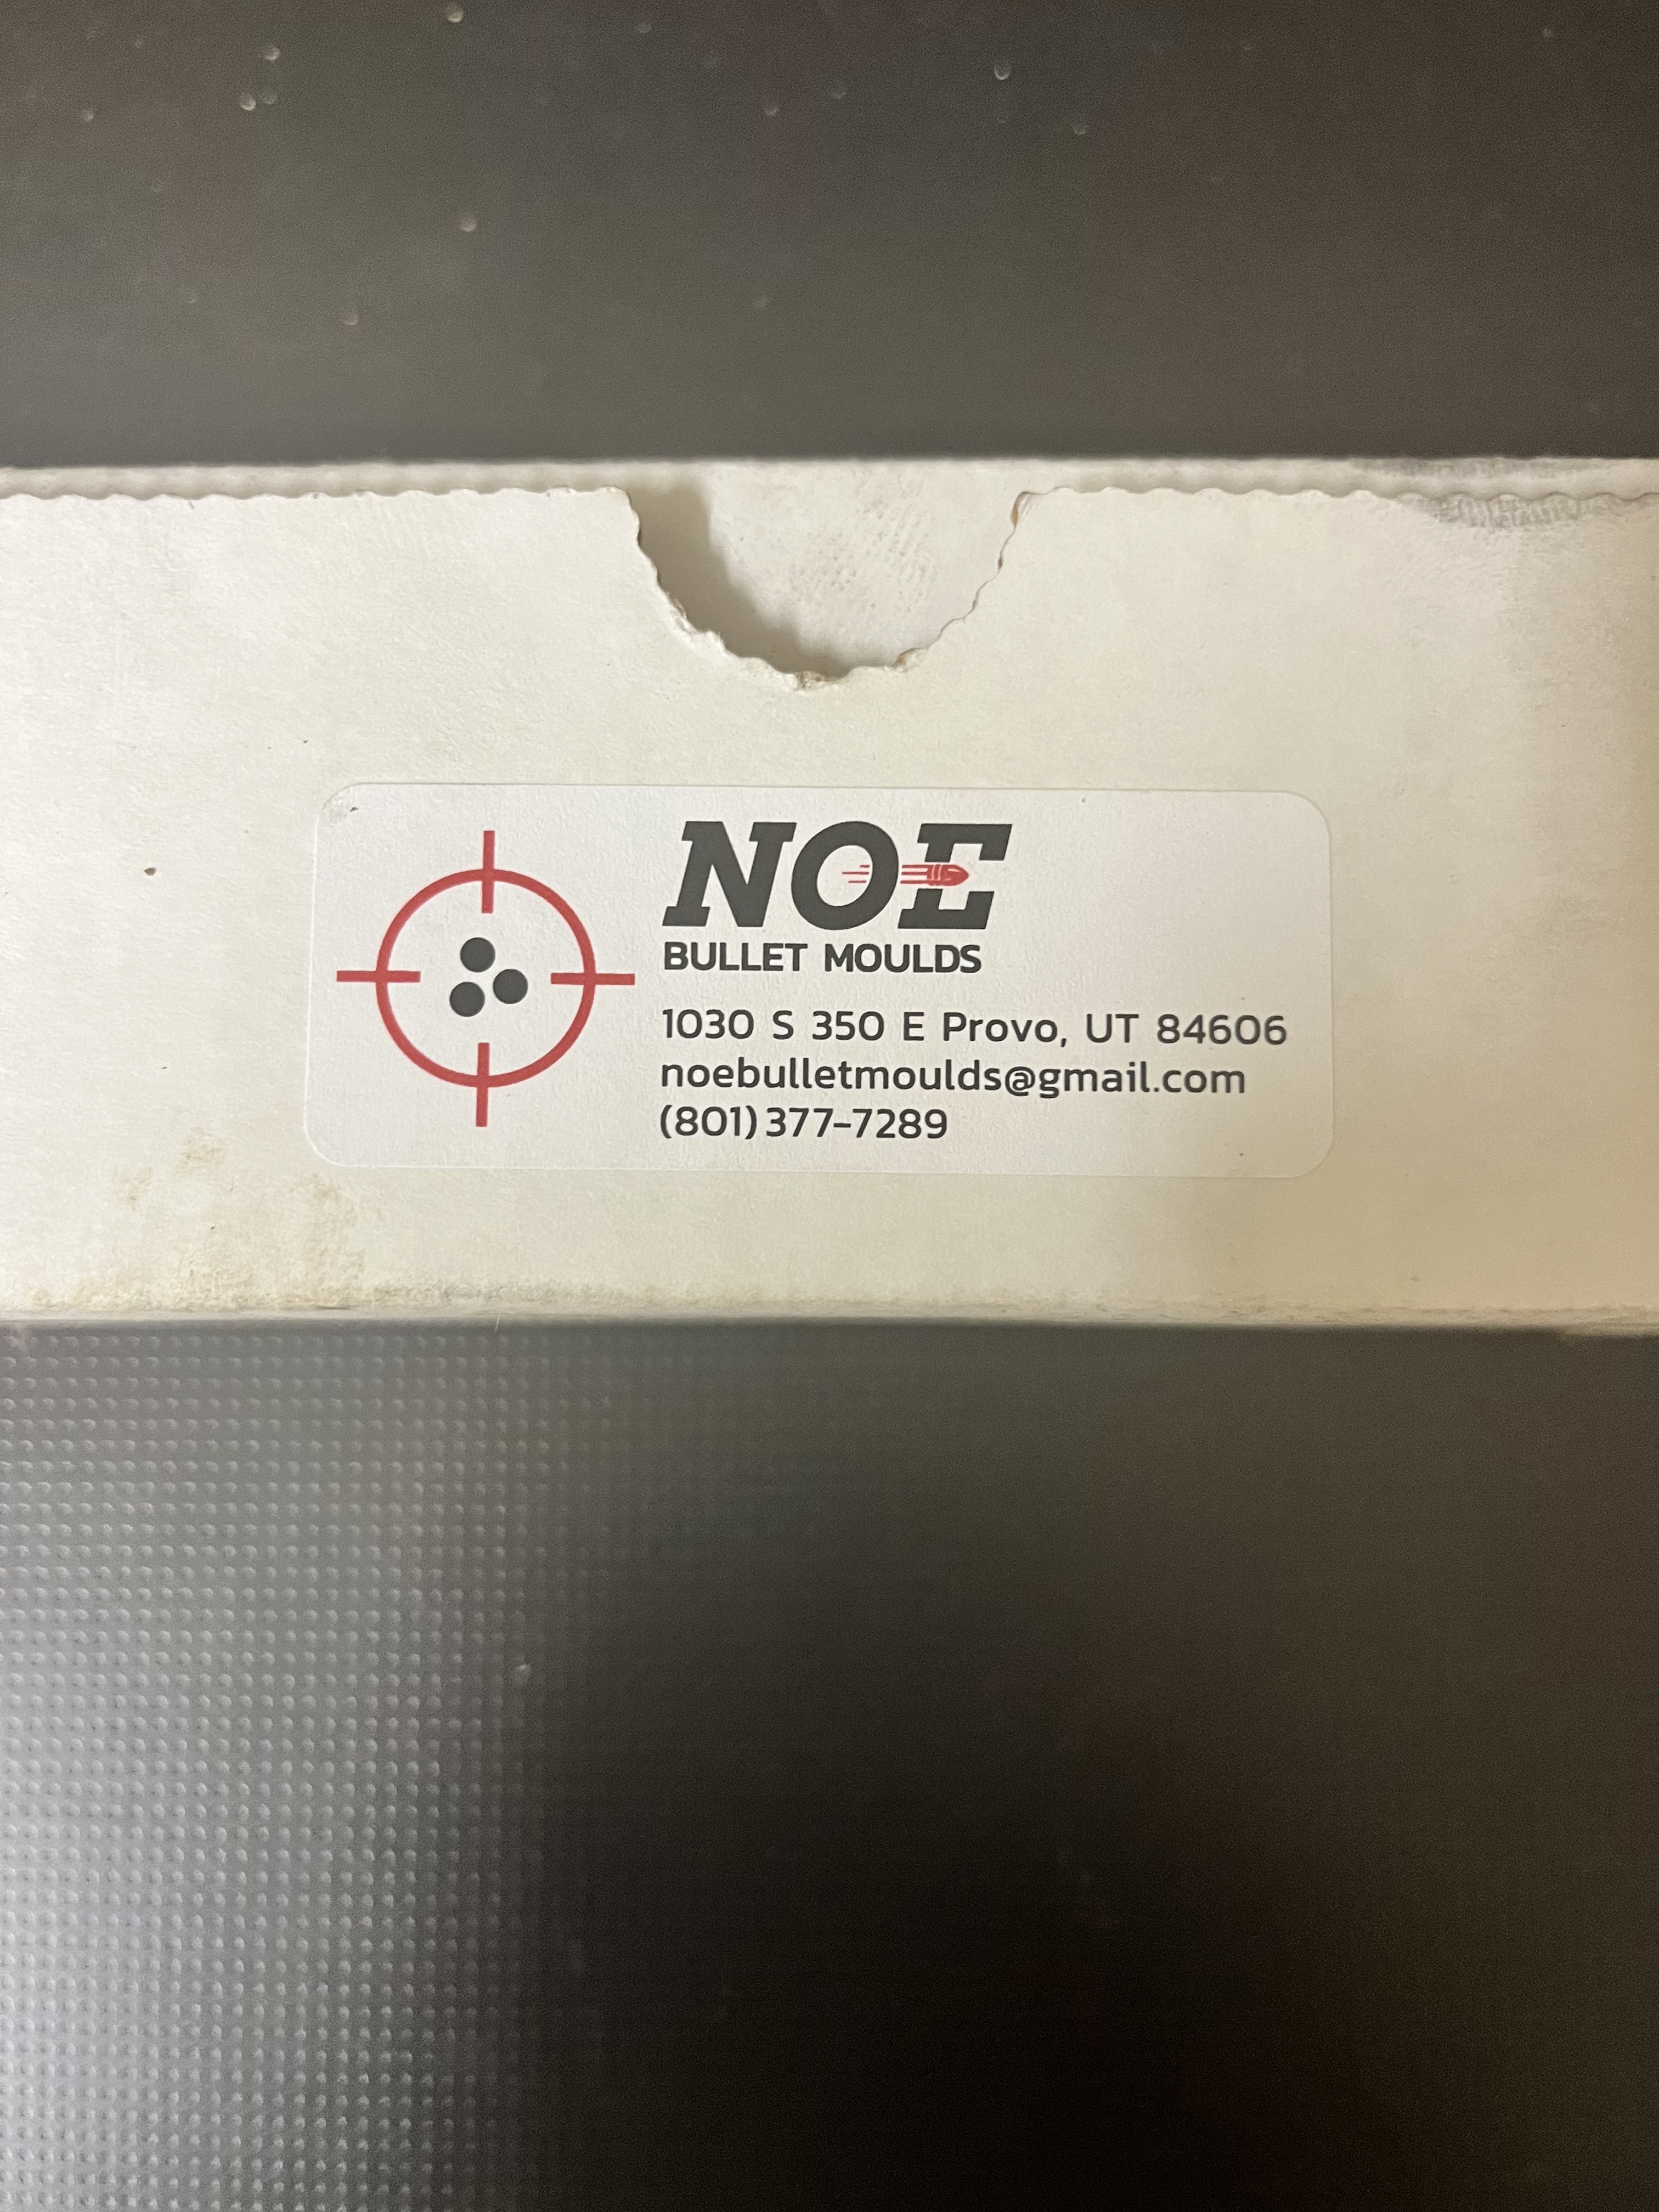 NOE
BULLET MOULDS
1030 S 350 E Provo, UT 84606
noebulletmoulds@gmail.com
(801) 377-7289